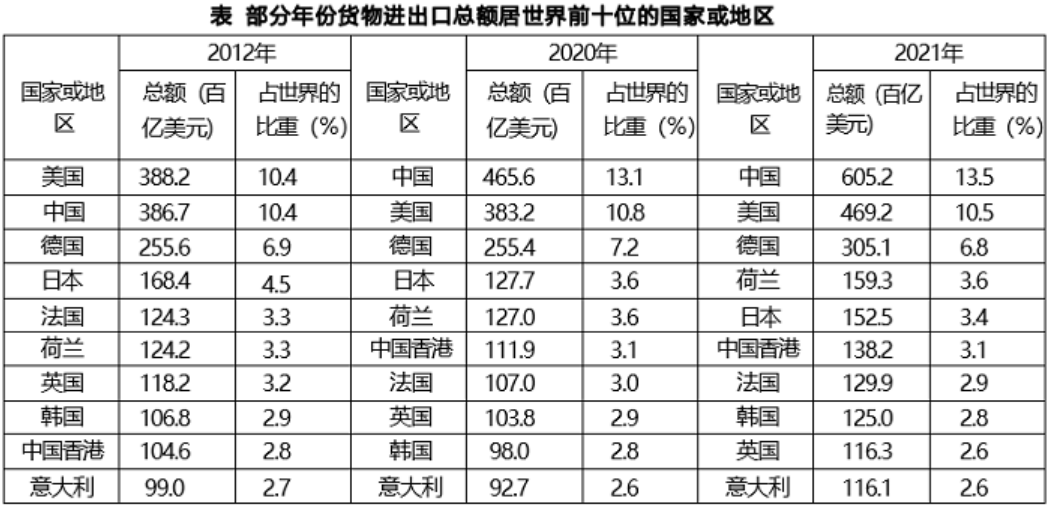 表 部分年份货物进出口总额居世界前十位的国家或地区
国家或地区 2012年 国家或地区 2020年 国家或地区 2021年
总额（百亿美元） 占世界的比重（%） 总额（百亿美元） 占世界的比重（%） 总额（百亿美元） 占世界的比重（%）
美国 388.2 10.4 中国 465.6 13.1 中国 605.2 13.5
中国 386.7 10.4 美国 383.2 10.8 美国 469.2 10.5
德国 255.6 6.9 德国 255.4 7.2 德国 305.1 6.8
日本 168.4 4.5 日本 127.7 3.6 荷兰 159.3 3.6
法国 124.3 3.3 荷兰 127.0 3.6 日本 152.5 3.4
荷兰 124.2 3.3 中国香港 111.9 3.1 中国香港 138.2 3.1
英国 118.2 3.2 法国 107.0 3.0 法国 129.9 2.9
韩国 106.8 2.9 英国 103.8 2.9 韩国 125.0 2.8
中国香港 104.6 2.8 韩国 98.0 2.8 英国 116.3 2.6
意大利 99.0 2.7 意大利 92.7 2.6 意大利 116.1 2.6